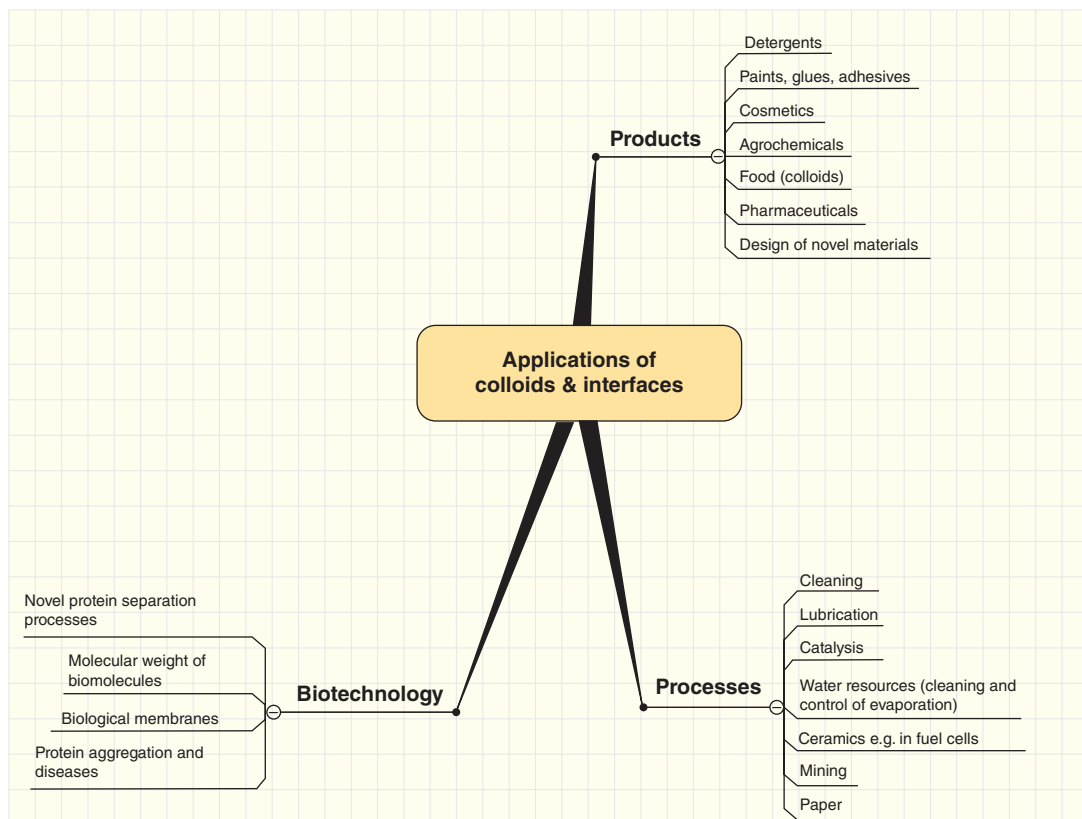 Detergents
Paints, glues, adhesives
Cosmetics
Products
Agrochemicals
Food (colloids)
Pharmaceuticals
Design of novel materials
Applications of
colloids & interfaces
Novel protein separation
processes
Molecular weight of
biomolecules
Biotechnology
Biological membranes
Protein aggregation and
diseases
Cleaning
Lubrication
Catalysis
Processes
Water resources (cleaning and
control of evaporation)
Ceramics e.g. in fuel cells
Mining
Paper